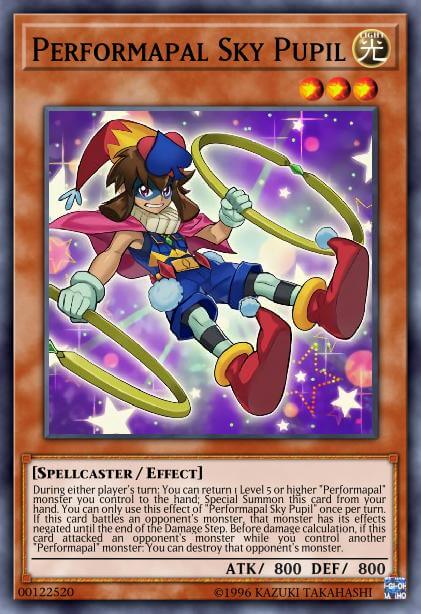 PERFORMAPAL SKY PUPIL
LIGHT
光
[SPELLCASTER / EFFECT]
During either player's turn: You can return 1 Level 5 or higher "Performapal"
monster you control to the hand; Special Summon this card from your
hand. You can only use this effect of "Performapal Sky Pupil" once per turn.
If this card battles an opponent's monster, that monster has its effects
negated until the end of the Damage Step. Before damage calculation, if this
card attacked an opponent's monster while you control another
"Performapal" monster: You can destroy that opponent's monster.
ATK/ 800 DEF/ 800
00122520
©1996 KAZUKI TAKAHASHI